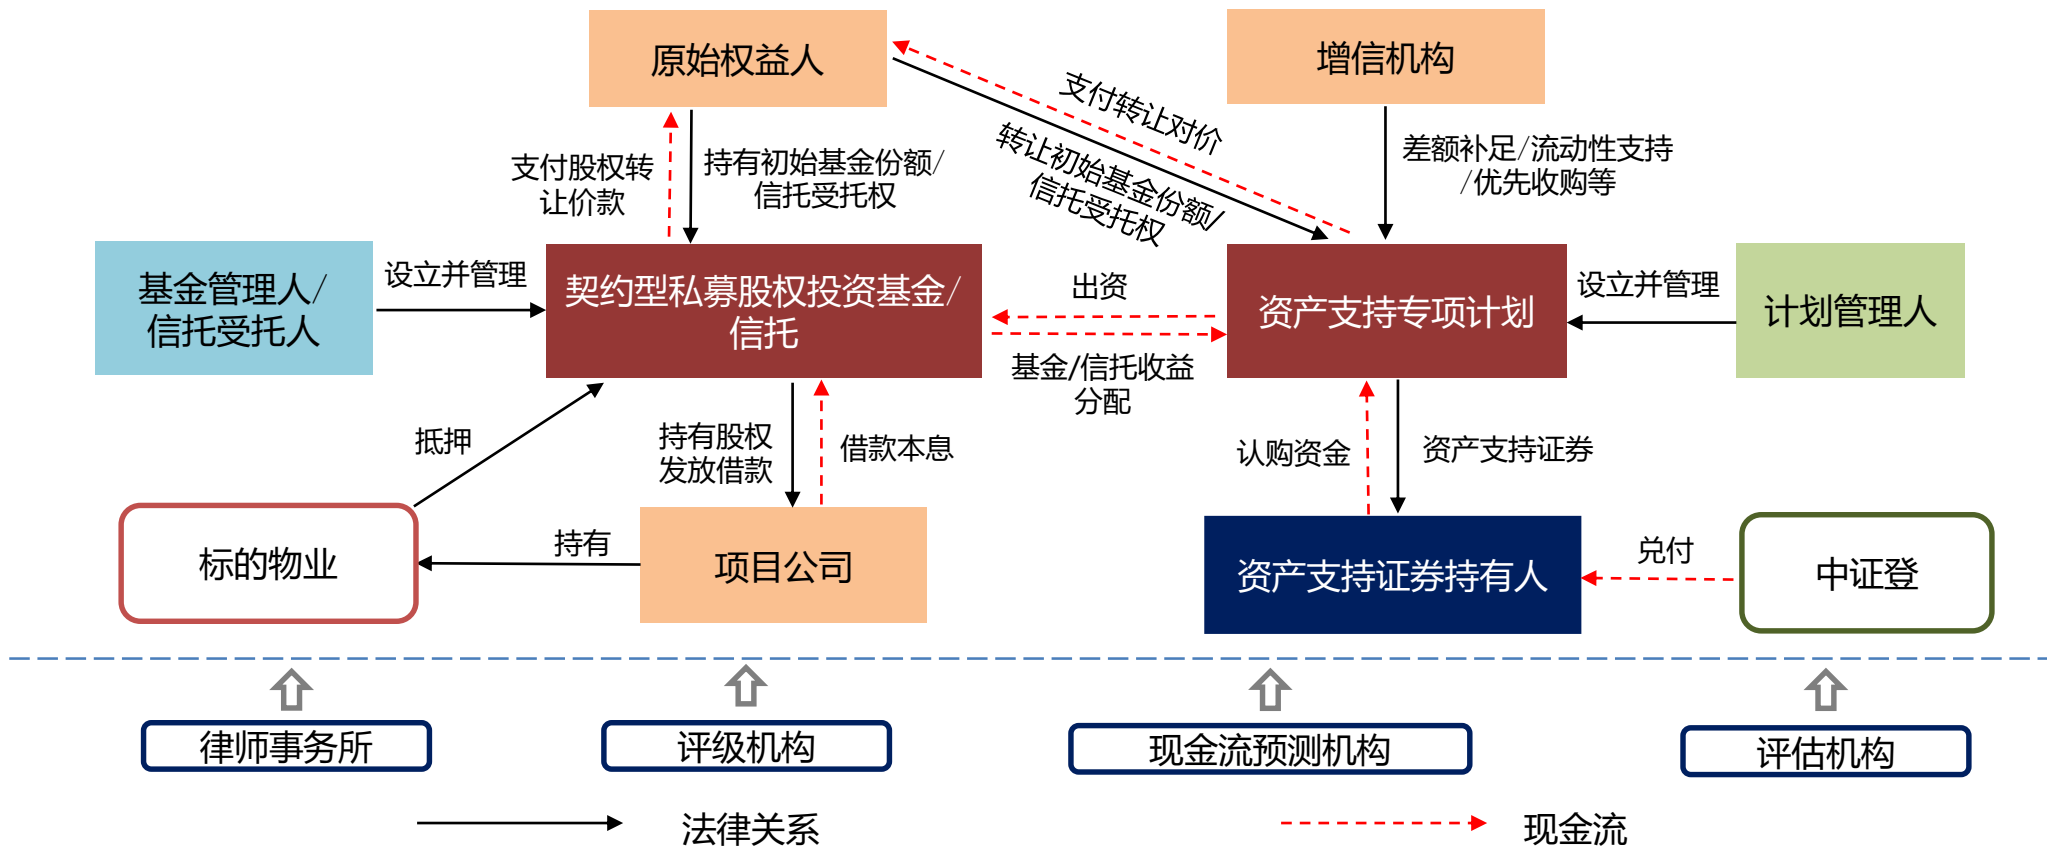 原始权益人
增信机构
支付转让对价
转让初始基金份额/
信托受托权
支付股权转
让价款
持有初始基金份额/
信托受托权
差额补足/流动性支持
/优先收购等
基金管理人/
信托受托人
设立并管理
契约型私募股权投资基金/
信托
出资
基金/信托收益
分配
资产支持专项计划
设立并管理
计划管理人
抵押
持有股权
发放借款
借款本息
认购资金
资产支持证券
标的物业
持有
项目公司
资产支持证券持有人
兑付
中证登
律师事务所
评级机构
现金流预测机构
评估机构
法律关系
现金流